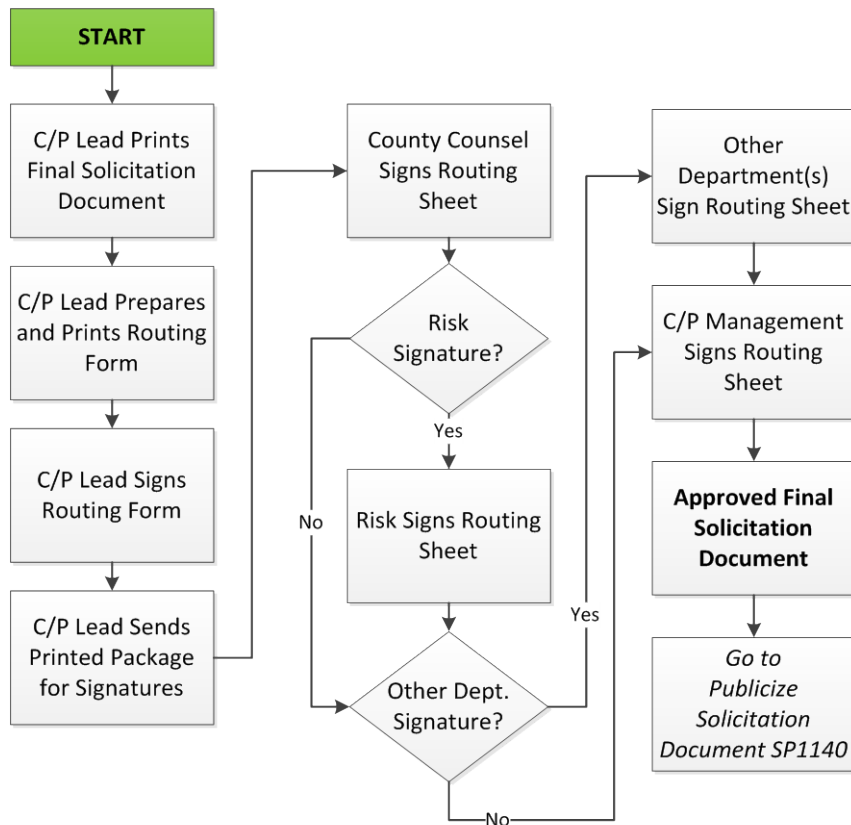 START
C/P Lead Prints
Final Solicitation
Document
C/P Lead Prepares
and Prints Routing
Form
C/P Lead Signs
Routing Form
C/P Lead Sends
Printed Package
for Signatures
County Counsel
Signs Routing
Sheet
Risk
Signature?
Yes
No
Risk Signs Routing
Sheet
Other Dept.
Signature?
Yes
No
Other
Department(s)
Sign Routing Sheet
C/P Management
Signs Routing
Sheet
Approved Final
Solicitation
Document
Go to
Publicize
Solicitation
Document SP1140